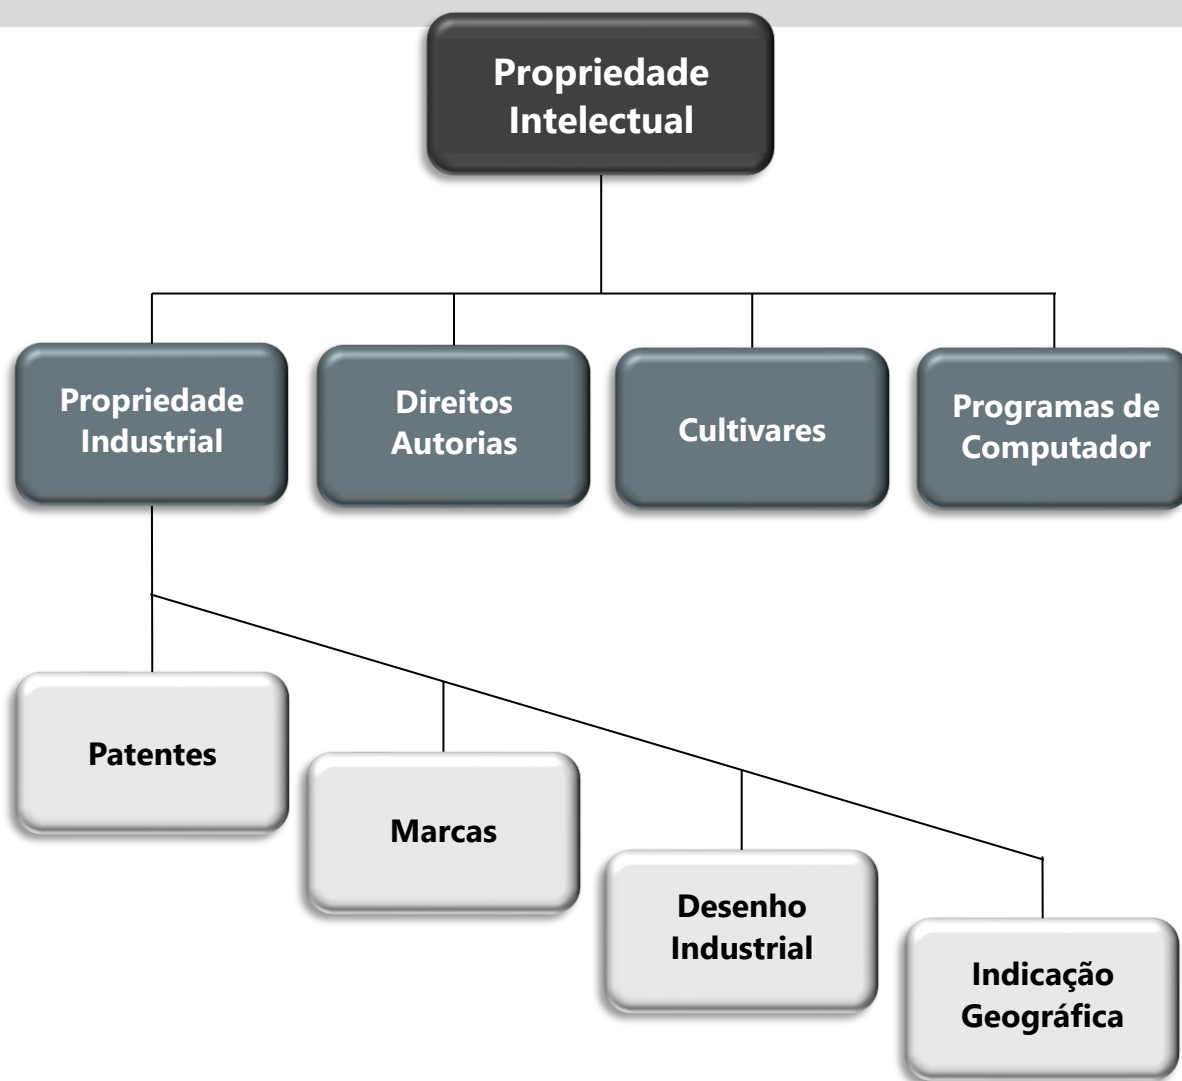 Propriedade
Intelectual
Propriedade
Industrial
Direitos
Autorias
Cultivares
Programas de
Computador
Patentes
Marcas
Desenho
Industrial
Indicação
Geográfica